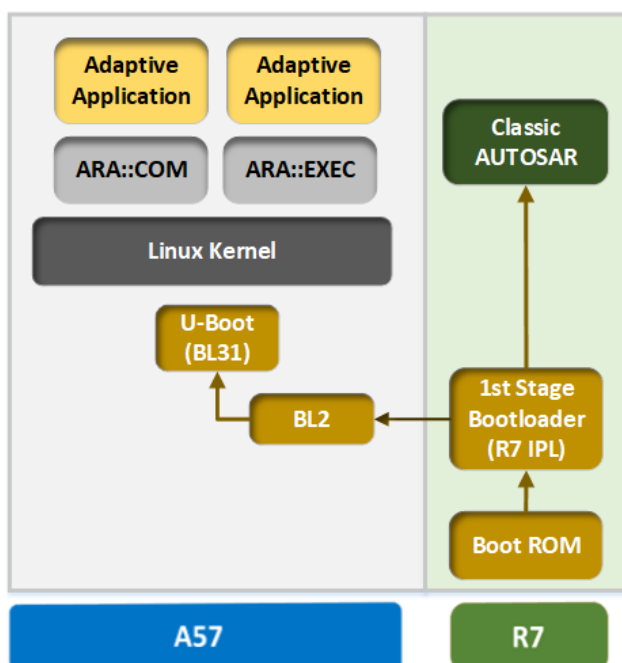 Adaptive
Application
Adaptive
Application
Classic
AUTOSAR
ARA::COM
ARA::EXEC
Linux Kernel
U-Boot
(BL31)
BL2
1st Stage
Bootloader
(R7 IPL)
Boot ROM
A57
R7